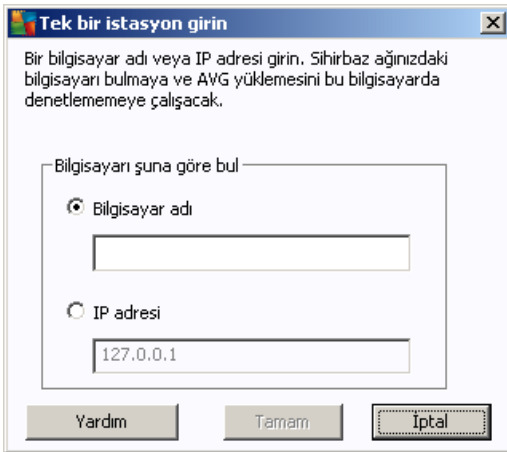 Tek bir istasyon girin
Bir bilgisayar adı veya IP adresi girin. Sihirbaz ağınızdaki
bilgisayarı bulmaya ve AVG yüklemesini bu bilgisayarda
denetlememeye çalışacak.
Bilgisayarı şuna göre bul
Bilgisayar adı
IP adresi
127.0.0.1
Yardım
Tamam
İptal